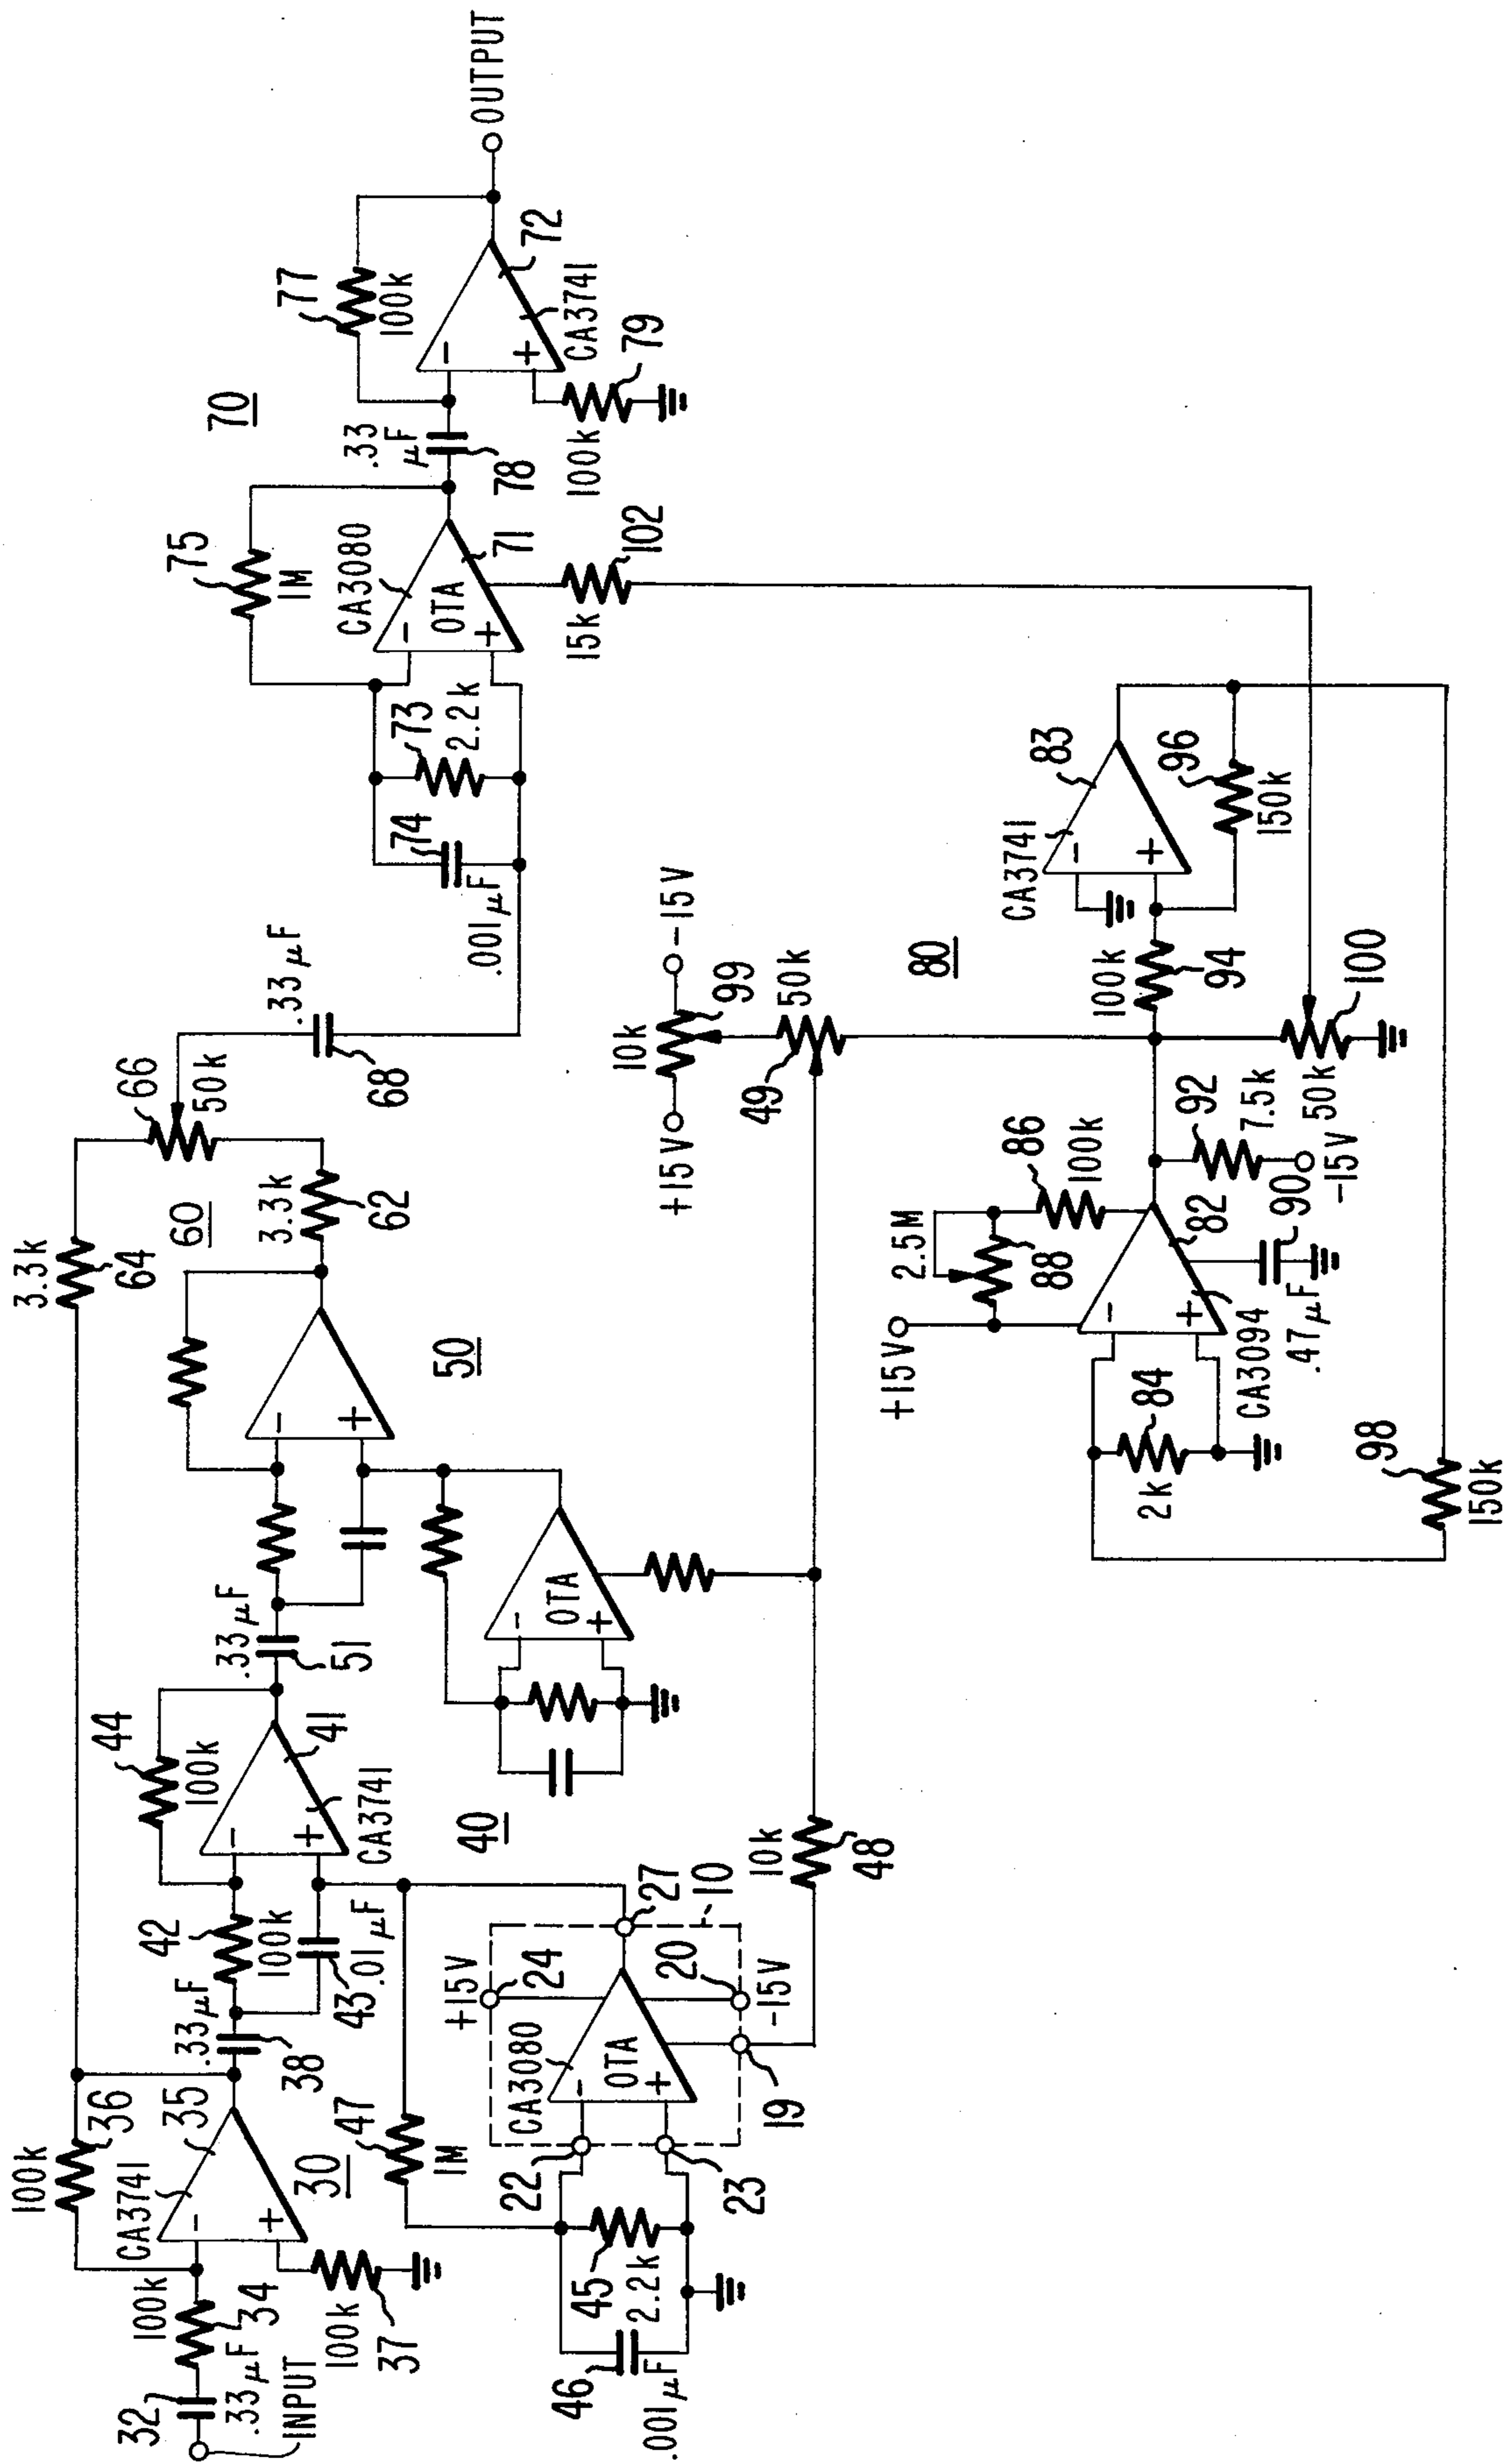 INPUT
32
.33μF
100k
34
100k
36
CA3741
35
30
100k
37
.33μF
38
42
100k
43
.01μF
44
100k
41
CA3741
.33μF
51
40
50
47
1M
46
.001μF
45
2.2k
22
23
CA3080
OTA
+15V
24
20
-15V
19
27
10
10k
48
OTA
3.3k
64
60
3.3k
62
66
50k
.33μF
68
74
.001μF
73
2.2k
75
1M
CA3080
OTA
71
70
15k
102
.33
μF
78
77
100k
72
CA3741
100k
79
OUTPUT
+15V
10k
99
-15V
49
50k
80
+15V
2.5M
88
86
100k
84
2k
CA3094
82
.47μF
90
92
7.5k
-15V
100k
94
50k
100
CA3741
83
96
150k
98
150k
-
+
-
+
-
+
-
+
-
+
-
+
-
+
-
+
-
+